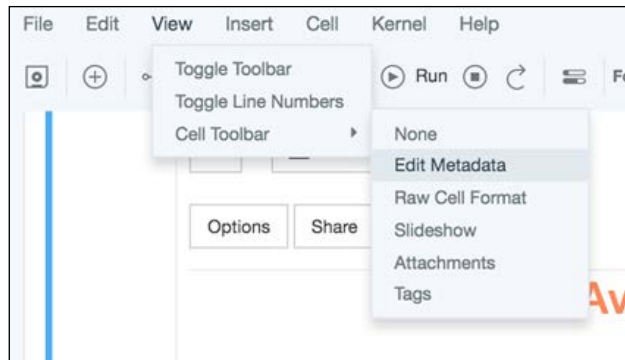 File Edit View Insert Cell Kernel Help
Toggle Toolbar
Run
Toggle Line Numbers
Cell Toolbar
None
Edit Metadata
Raw Cell Format
Options Share
Slideshow
Attachments
Tags